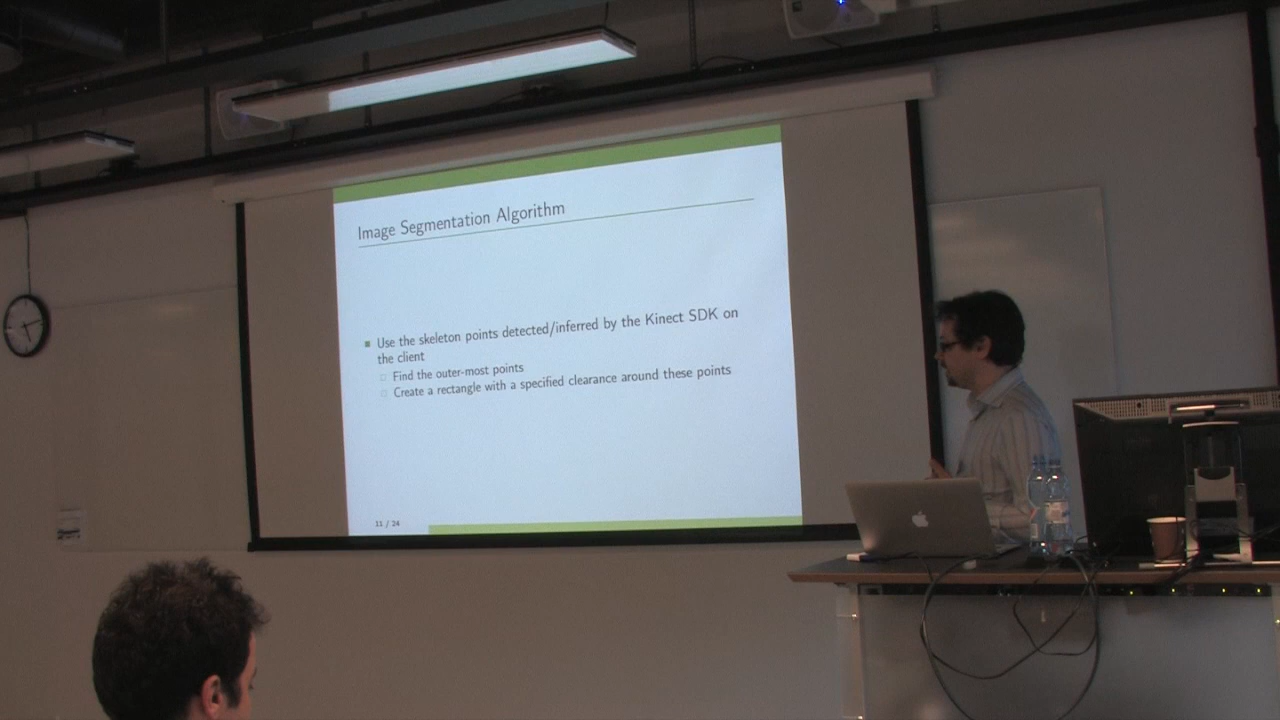 Image Segmentation Algorithm
Use the skeleton points detected/inferred by the Kinect SDK on
the client
Find the outer-most points
Create a rectangle with a specified clearance around these points
11 / 24